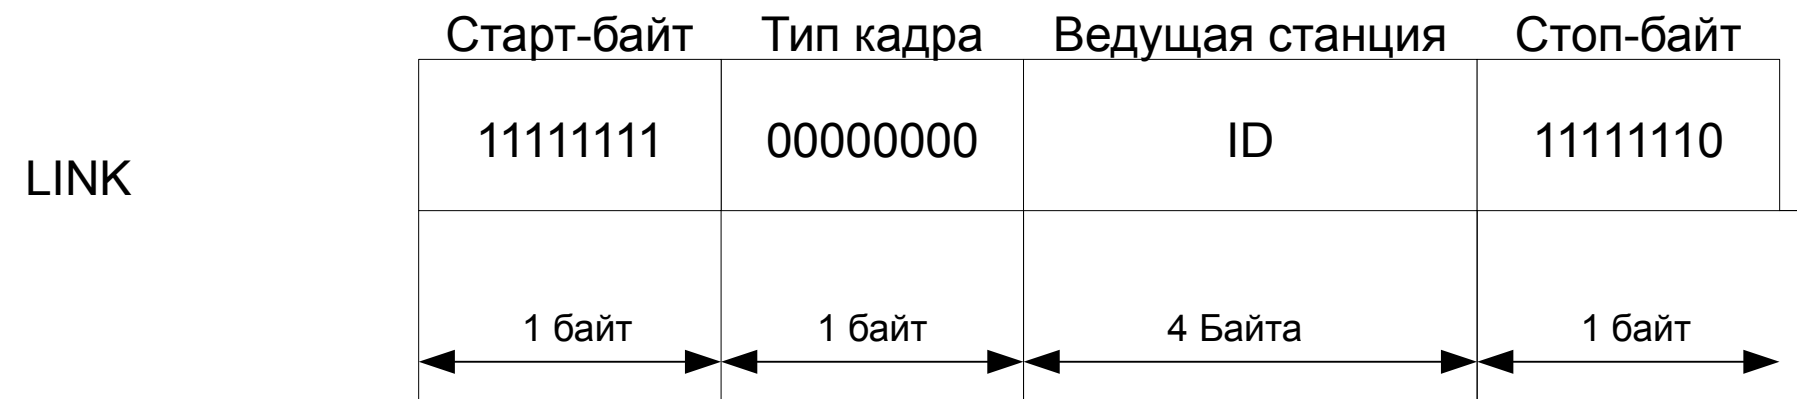 Старт-байт Тип кадра Ведущая станция Стоп-байт
11111111 00000000 ID 11111110
LINK
1 байт 1 байт 4 Байта 1 байт